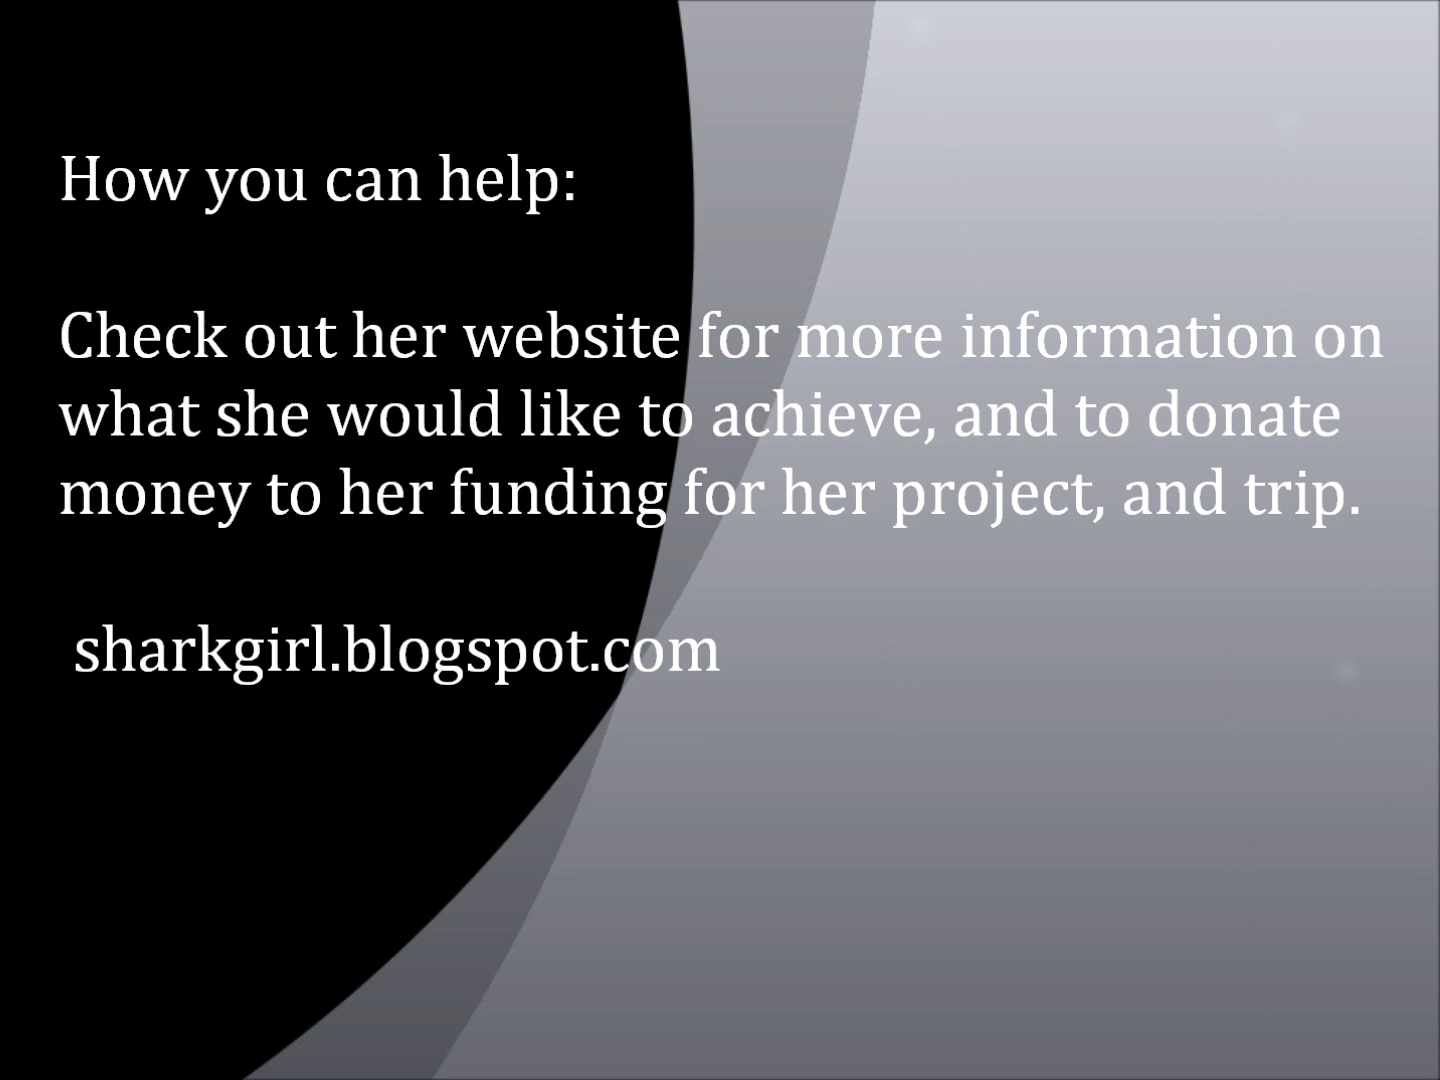 How you can help:
Check out her website for more information on
what she would like to achieve, and to donate
money to her funding for her project, and trip.
sharkgirl.blogspot.com